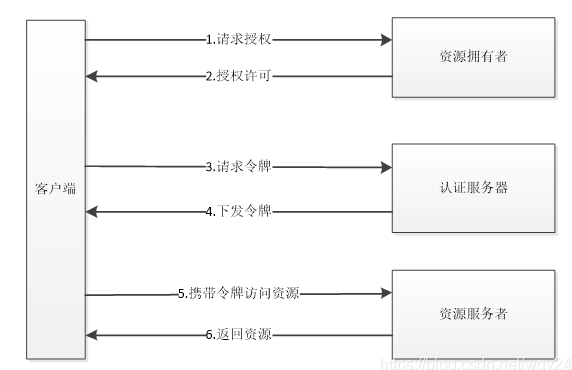 1.请求授权
资源拥有者
2.授权许可
客户端
3.请求令牌
认证服务器
4.下发令牌
5.携带令牌访问资源
资源服务者
6.返回资源
https://blog.csdn.net/wdy24